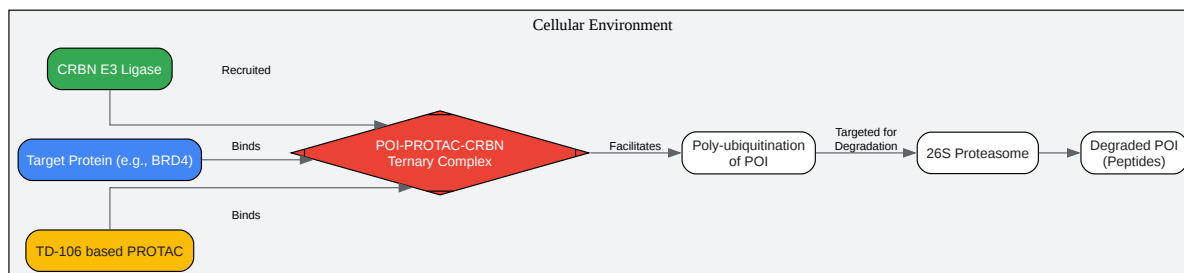 Cellular Environment
CRBN E3 Ligase
Recruited
Target Protein (e.g., BRD4)
Binds
TD-106 based PROTAC
Binds
POI-PROTAC-CRBN
Ternary Complex
Facilitates
Poly-ubiquitination
of POI
Targeted for
Degradation
26S Proteasome
Degraded POI
(Peptides)